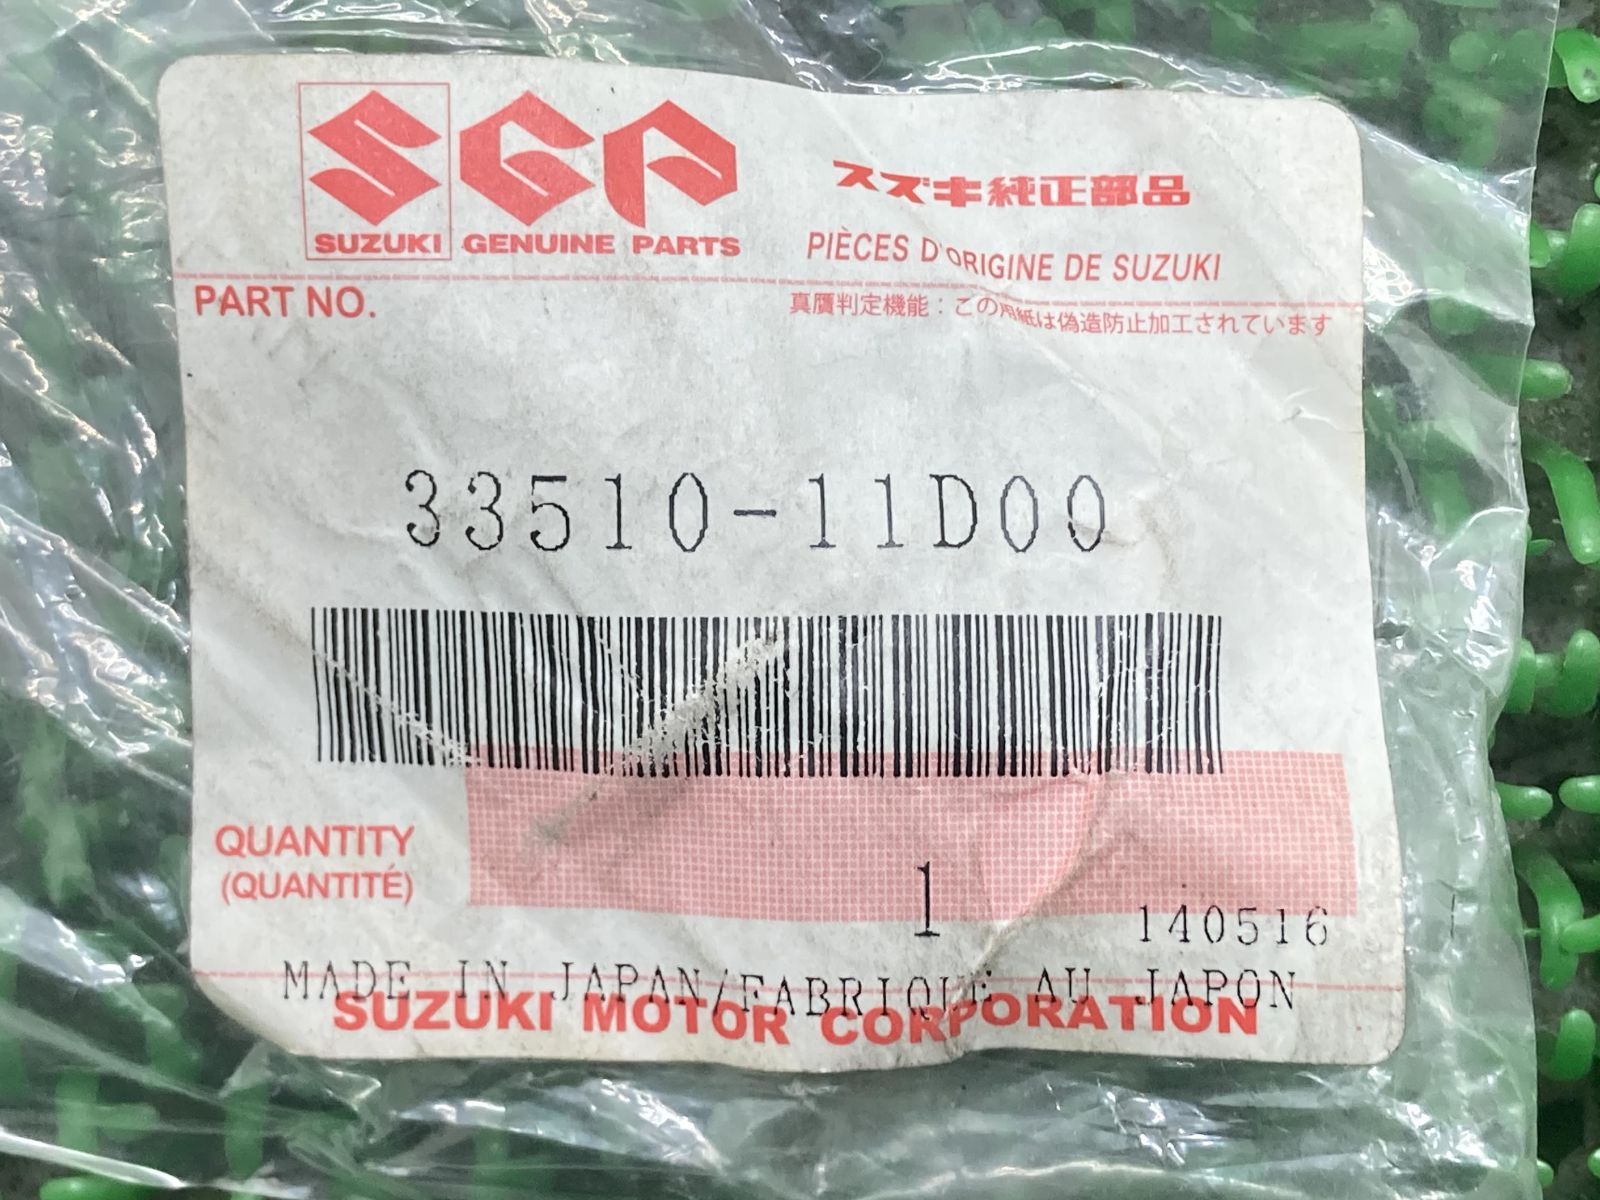 SGP
SUZUKI GENUINE PARTS
スズキ純正部品
PIÈCES D'ORIGINE DE SUZUKI
PART NO.
真贋判定機能：この用紙は偽造防止加工されています
33510-11D00
QUANTITY
(QUANTITÉ)
1
140516
MADE IN JAPAN/FABRIQUÉ AU JAPON
SUZUKI MOTOR CORPORATION